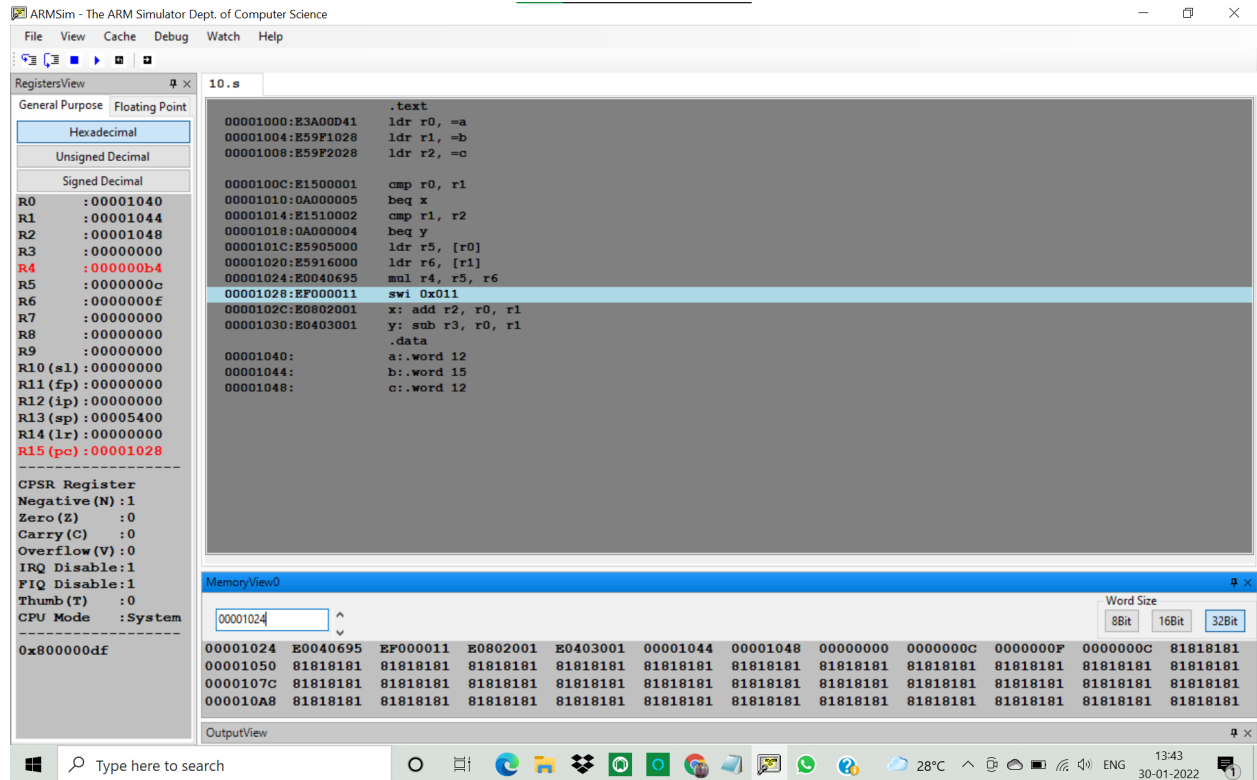 ARMSim - The ARM Simulator Dept. of Computer Science
File View Cache Debug Watch Help
RegistersView
General Purpose Floating Point
Hexadecimal
Unsigned Decimal
Signed Decimal
R0 :00001040
R1 :00001044
R2 :00001048
R3 :00000000
R4 :000000b4
R5 :0000000c
R6 :0000000f
R7 :00000000
R8 :00000000
R9 :00000000
R10(sl):00000000
R11(fp):00000000
R12(ip):00000000
R13(sp):00005400
R14(lr):00000000
R15(pc):00001028
-------------------
CPSR Register
Negative(N):1
Zero(Z) :0
Carry(C) :0
Overflow(V):0
IRQ Disable:1
FIQ Disable:1
Thumb(T) :0
CPU Mode :System
-------------------
0x800000df
10.s
.text
00001000:E3A00D41 ldr r0, =a
00001004:E59F1028 ldr r1, =b
00001008:E59F2028 ldr r2, =c
0000100C:E1500001 cmp r0, r1
00001010:0A000005 beq x
00001014:E1510002 cmp r1, r2
00001018:0A000004 beq y
0000101C:E5905000 ldr r5, [r0]
00001020:E5916000 ldr r6, [r1]
00001024:E0040695 mul r4, r5, r6
00001028:EF000011 swi 0x011
0000102C:E0802001 x: add r2, r0, r1
00001030:E0403001 y: sub r3, r0, r1
.data
00001040: a:.word 12
00001044: b:.word 15
00001048: c:.word 12
MemoryView0
00001024
Word Size
8Bit 16Bit 32Bit
00001024 E0040695 EF000011 E0802001 E0403001 00001044 00001048 00000000 0000000C 0000000F 0000000C 81818181
00001050 81818181 81818181 81818181 81818181 81818181 81818181 81818181 81818181 81818181 81818181 81818181
0000107C 81818181 81818181 81818181 81818181 81818181 81818181 81818181 81818181 81818181 81818181 81818181
000010A8 81818181 81818181 81818181 81818181 81818181 81818181 81818181 81818181 81818181 81818181 81818181
OutputView
Type here to search
28°C
ENG
13:43
30-01-2022
1